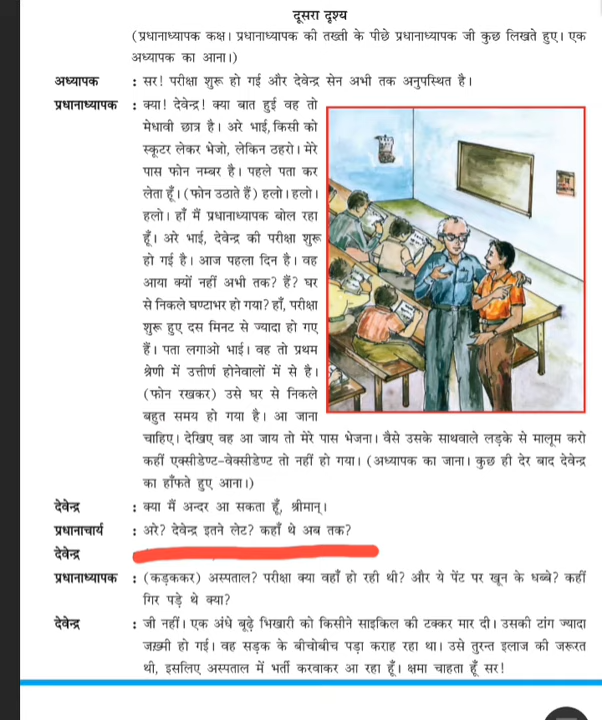 दूसरा दृश्य
(प्रधानाध्यापक कक्ष। प्रधानाध्यापक की तख्ती के पीछे प्रधानाध्यापक जी कुछ लिखते हुए। एक
अध्यापक का आना।)
अध्यापक : सर! परीक्षा शुरू हो गई और देवेन्द्र सेन अभी तक अनुपस्थित है।
प्रधानाध्यापक : क्या! देवेन्द्र! क्या बात हुई वह तो
मेधावी छात्र है। अरे भाई, किसी को
स्कूटर लेकर भेजो, लेकिन ठहरो। मेरे
पास फोन नम्बर है। पहले पता कर
लेता हूँ। (फोन उठाते हैं) हलो। हलो।
हलो। हाँ मैं प्रधानाध्यापक बोल रहा
हूँ। अरे भाई, देवेन्द्र की परीक्षा शुरू
हो गई है। आज पहला दिन है। वह
आया क्यों नहीं अभी तक? हैं? घर
से निकले घण्टाभर हो गया? हाँ, परीक्षा
शुरू हुए दस मिनट से ज्यादा हो गए
हैं। पता लगाओ भाई। वह तो प्रथम
श्रेणी में उत्तीर्ण होनेवालों में से है।
(फोन रखकर) उसे घर से निकले
बहुत समय हो गया है। आ जाना
चाहिए। देखिए वह आ जाय तो मेरे पास भेजना। वैसे उसके साथवाले लड़के से मालूम करो
कहीं एक्सीडेण्ट-वेक्सीडेण्ट तो नहीं हो गया। (अध्यापक का जाना। कुछ ही देर बाद देवेन्द्र
का हाँफते हुए आना।)
देवेन्द्र : क्या मैं अन्दर आ सकता हूँ, श्रीमान्।
प्रधानाचार्य : अरे? देवेन्द्र इतने लेट? कहाँ थे अब तक?
देवेन्द्र
प्रधानाध्यापक : (कड़ककर) अस्पताल? परीक्षा क्या वहाँ हो रही थी? और ये पेंट पर खून के धब्बे? कहीं
गिर पड़े थे क्या?
देवेन्द्र : जी नहीं। एक अंधे बूढ़े भिखारी को किसीने साइकिल की टक्कर मार दी। उसकी टांग ज्यादा
जख़्मी हो गई। वह सड़क के बीचोबीच पड़ा कराह रहा था। उसे तुरन्त इलाज की जरूरत
थी, इसलिए अस्पताल में भर्ती करवाकर आ रहा हूँ। क्षमा चाहता हूँ सर!